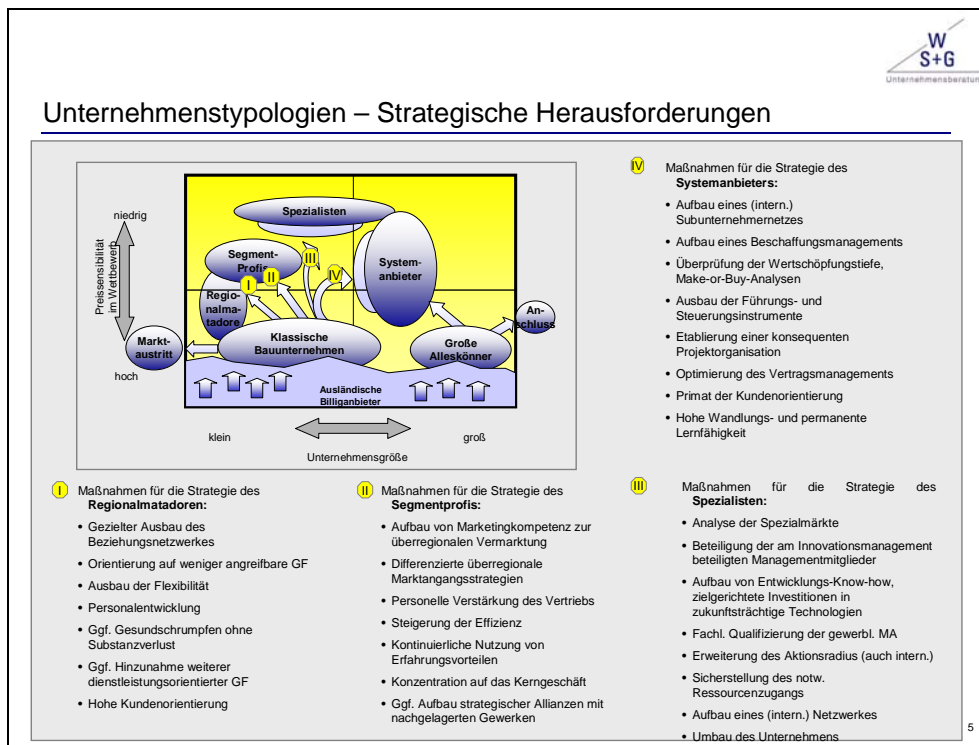 W
S+G
Unternehmensberatung
Unternehmenstypologien – Strategische Herausforderungen
niedrig
Preissensibilität
im Wettbewerb
hoch
Spezialisten
Segment-
Profis
III
IV
II
I
System-
anbieter
Regio-
nalma-
tadore
An-
schluss
Markt-
austritt
Klassische
Bauunternehmen
Große
Alleskönner
Ausländische
Billiganbieter
klein
groß
Unternehmensgröße
IV Maßnahmen für die Strategie des
Systemanbieters:
• Aufbau eines (intern.)
Subunternehmernetzes
• Aufbau eines Beschaffungsmanagements
• Überprüfung der Wertschöpfungstiefe,
Make-or-Buy-Analysen
• Ausbau der Führungs- und
Steuerungsinstrumente
• Etablierung einer konsequenten
Projektorganisation
• Optimierung des Vertragsmanagements
• Primat der Kundenorientierung
• Hohe Wandlungs- und permanente
Lernfähigkeit
I Maßnahmen für die Strategie des
Regionalmatadoren:
• Gezielter Ausbau des
Beziehungsnetzwerkes
• Orientierung auf weniger angreifbare GF
• Ausbau der Flexibilität
• Personalentwicklung
• Ggf. Gesundschrumpfen ohne
Substanzverlust
• Ggf. Hinzunahme weiterer
dienstleistungsorientierter GF
• Hohe Kundenorientierung
II Maßnahmen für die Strategie des
Segmentprofis:
• Aufbau von Marketingkompetenz zur
überregionalen Vermarktung
• Differenzierte überregionale
Marktangangsstrategien
• Personelle Verstärkung des Vertriebs
• Steigerung der Effizienz
• Kontinuierliche Nutzung von
Erfahrungsvorteilen
• Konzentration auf das Kerngeschäft
• Ggf. Aufbau strategischer Allianzen mit
nachgelagerten Gewerken
III Maßnahmen für die Strategie des
Spezialisten:
• Analyse der Spezialmärkte
• Beteiligung der am Innovationsmanagement
beteiligten Managementmitglieder
• Aufbau von Entwicklungs-Know-how,
zielgerichtete Investitionen in
zukunftsträchtige Technologien
• Fachl. Qualifizierung der gewerbl. MA
• Erweiterung des Aktionsradius (auch intern.)
• Sicherstellung des notw.
Ressourcenzugangs
• Aufbau eines (intern.) Netzwerkes
• Umbau des Unternehmens
5